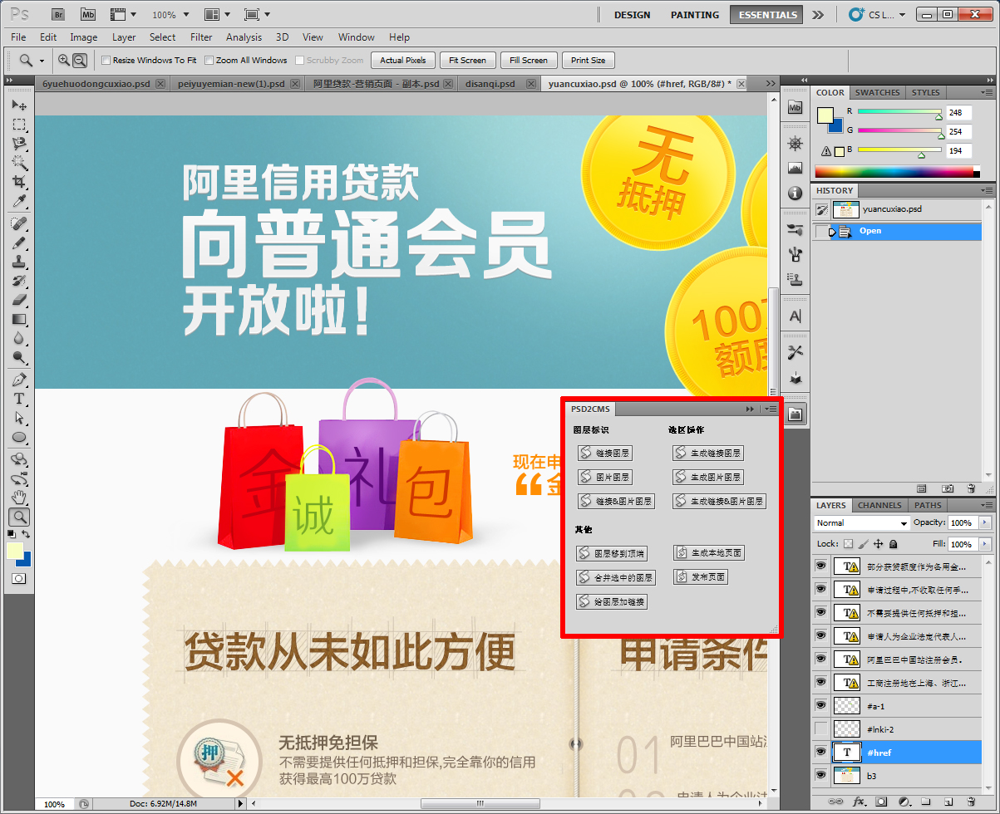 Ps Br Mb 100% DESIGN PAINTING ESSENTIALS CS L...
File Edit Image Layer Select Filter Analysis 3D View Window Help
Resize Windows To Fit Zoom All Windows Scrubby Zoom Actual Pixels Fit Screen Fill Screen Print Size
6yuehuodongcuxiao.psd peiyuyemian-new(1).psd 阿里贷款-营销页面 - 副本.psd disanqi.psd yuancuxiao.psd @ 100% (#href, RGB/8#) *
阿里信用贷款
向普通会员
开放啦!
无
抵押
100
额度
金
诚
礼
包
现在申
“金
贷款从未如此方便
押
无抵押免担保
不需要提供任何抵押和担保,完全靠你的信用
获得最高100万贷款
申请条件
01 阿里巴巴中国站
PSD2CMS
图层标识 选区操作
链接图层 生成链接图层
图片图层 生成图片图层
链接&图片图层 生成链接&图片图层
其他
图层移到顶端 生成本地页面
合并选中的图层 发布页面
给图层加链接
Mb
A
COLOR SWATCHES STYLES
R 248
G 254
B 194
HISTORY
yuancuxiao.psd
Open
LAYERS CHANNELS PATHS
Normal Opacity: 100%
Lock: Fill: 100%
T 部分获贷额度作为备用金...
T 申请过程中,不收取任何手...
T 不需要提供任何抵押和担...
T 申请人为企业法定代表人...
T 阿里巴巴中国站注册会员.
T 工商注册地在上海、浙江...
#a-1
#lnki-2
T #href
b3
fx
100% Doc: 6.92M/14.8M